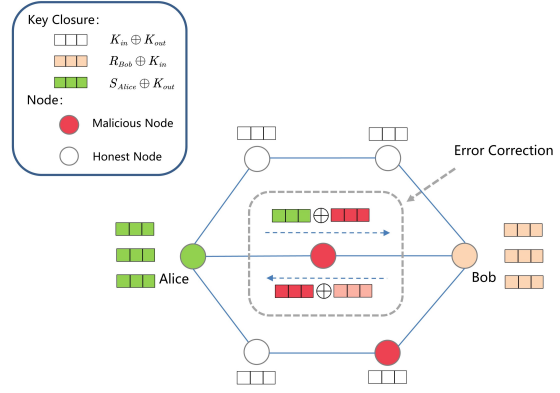 Key Closure:
K_in ⊕ K_out
R_Bob ⊕ K_in
S_Alice ⊕ K_out
Node:
Malicious Node
Honest Node
Error Correction
⊕
Alice
Bob
⊕